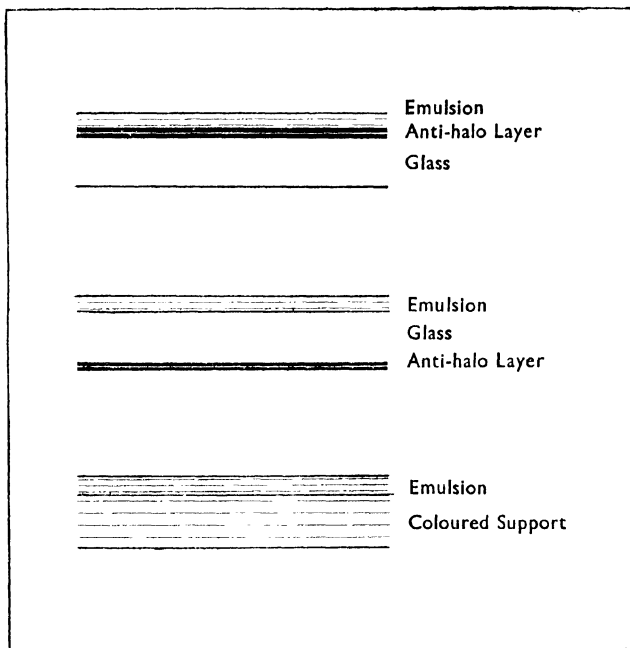 Emulsion
Anti-halo Layer
Glass
Emulsion
Glass
Anti-halo Layer
Emulsion
Coloured Support